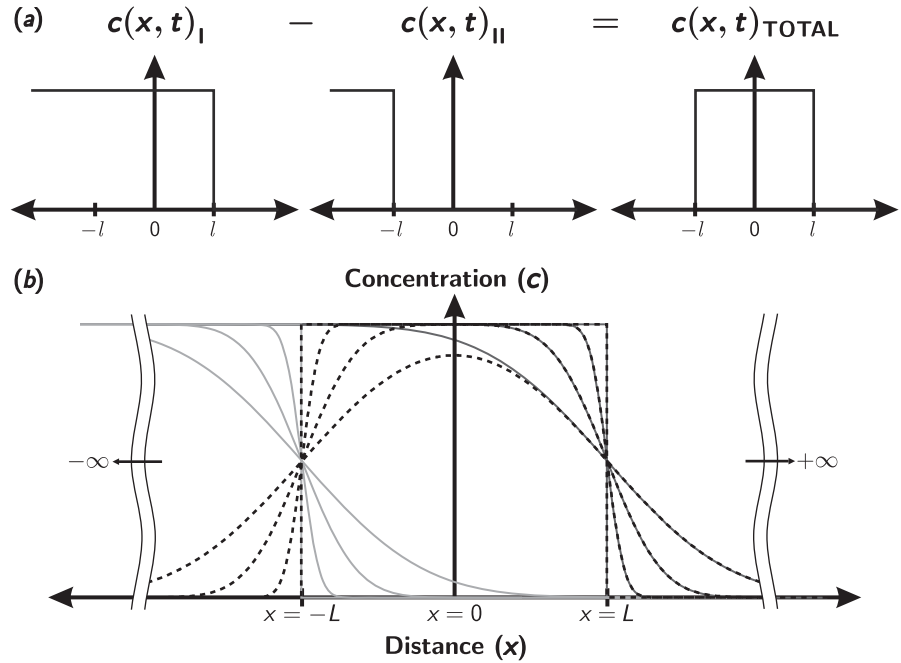 (a) c(x, t)I − c(x, t)II = c(x, t)TOTAL
−l 0 l −l 0 l −l 0 l
(b) Concentration (c)
−∞ +∞
x = −L x = 0 x = L
Distance (x)